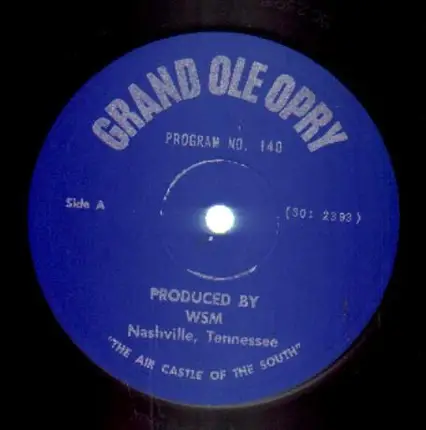 GRAND OLE OPRY
PROGRAM NO. 140
Side A
(SO: 2393)
PRODUCED BY
WSM
Nashville, Tennessee
"THE AIR CASTLE OF THE SOUTH"